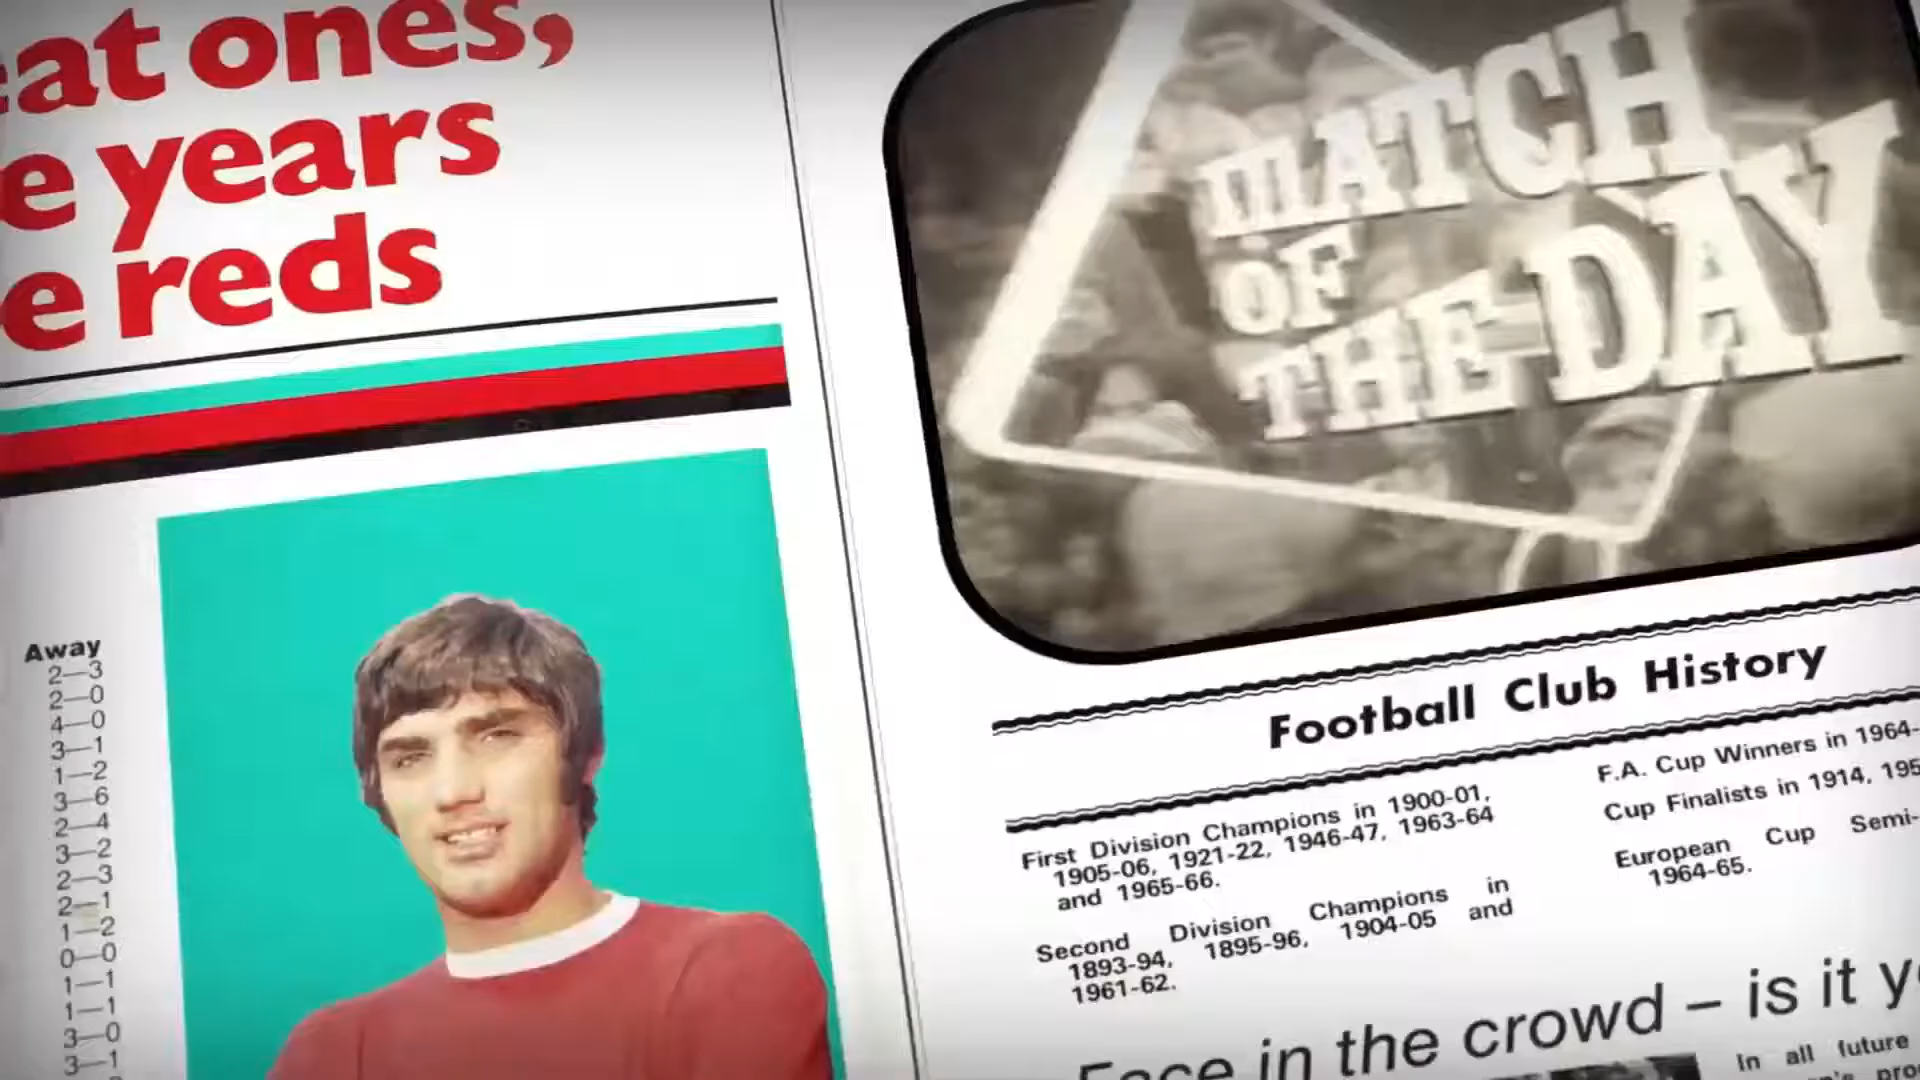 eat ones,
e years
e reds
Away
2—3
2—0
4—0
3—1
1—2
3—6
2—4
3—2
2—3
2—1
1—2
0—0
1—1
1—1
3—0
3—1
MATCH
OF
THE DAY
Football Club History
First Division Champions in 1900-01,
1905-06, 1921-22, 1946-47, 1963-64
and 1965-66.
Second Division Champions in
1893-94, 1895-96, 1904-05 and
1961-62.
F.A. Cup Winners in 1964-
Cup Finalists in 1914, 195
European Cup Semi-
1964-65.
Face in the crowd – is it y
In all future